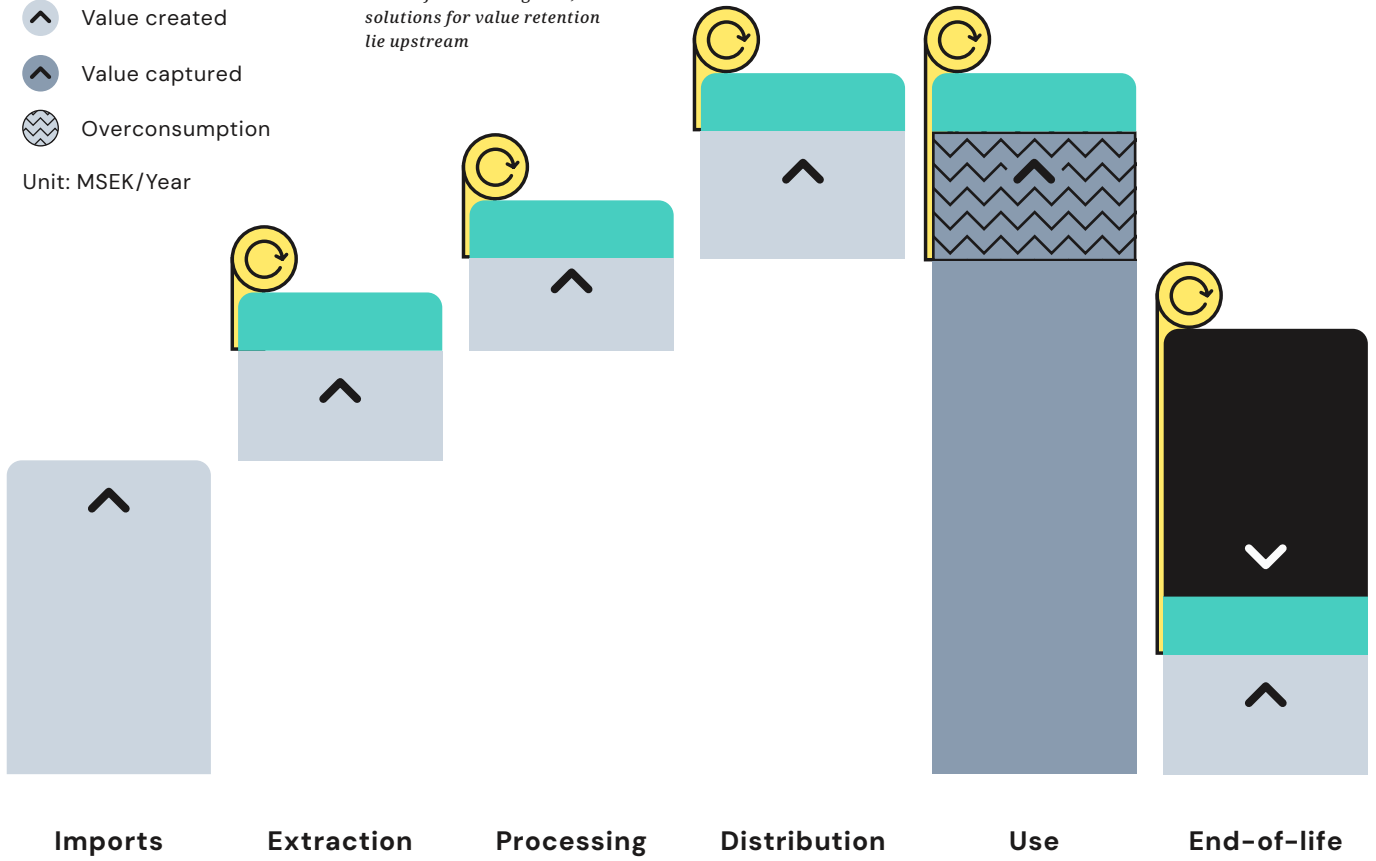 Value created
Value captured
Overconsumption
Unit: MSEK/Year
solutions for value retention
lie upstream
Imports
Extraction
Processing
Distribution
Use
End-of-life